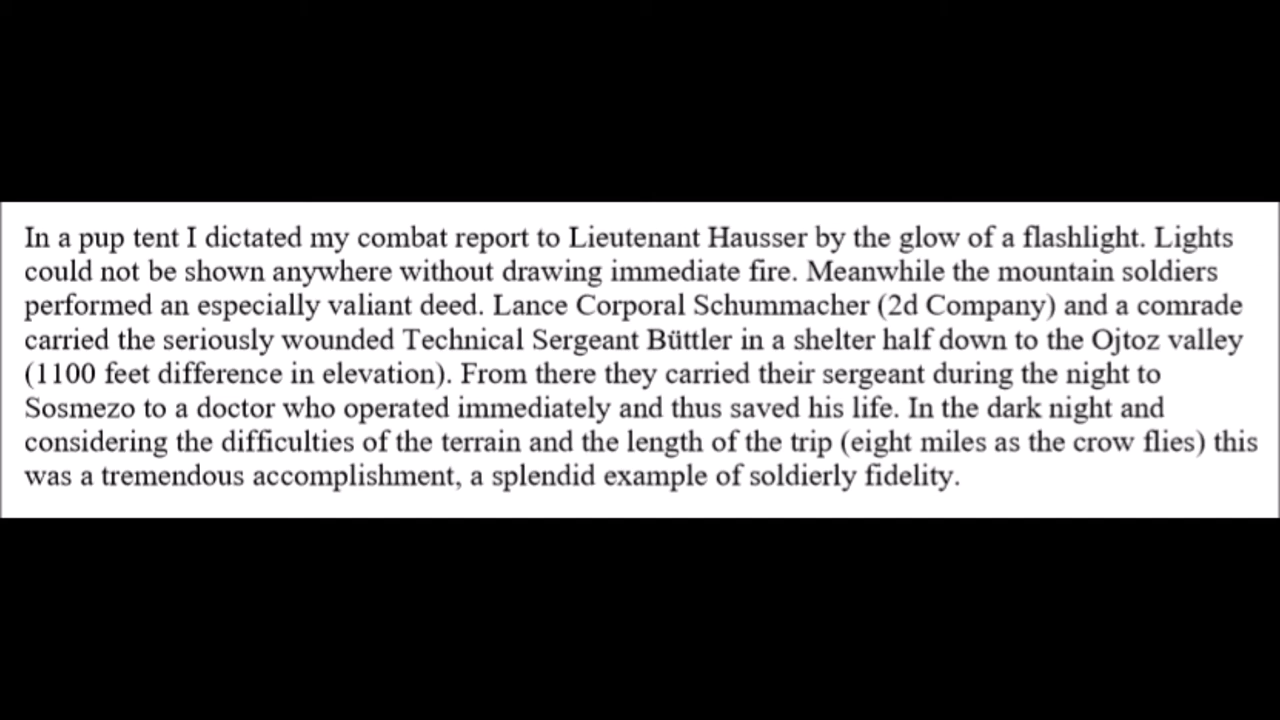 In a pup tent I dictated my combat report to Lieutenant Hausser by the glow of a flashlight. Lights
could not be shown anywhere without drawing immediate fire. Meanwhile the mountain soldiers
performed an especially valiant deed. Lance Corporal Schummacher (2d Company) and a comrade
carried the seriously wounded Technical Sergeant Büttler in a shelter half down to the Ojtoz valley
(1100 feet difference in elevation). From there they carried their sergeant during the night to
Sosmezo to a doctor who operated immediately and thus saved his life. In the dark night and
considering the difficulties of the terrain and the length of the trip (eight miles as the crow flies) this
was a tremendous accomplishment, a splendid example of soldierly fidelity.